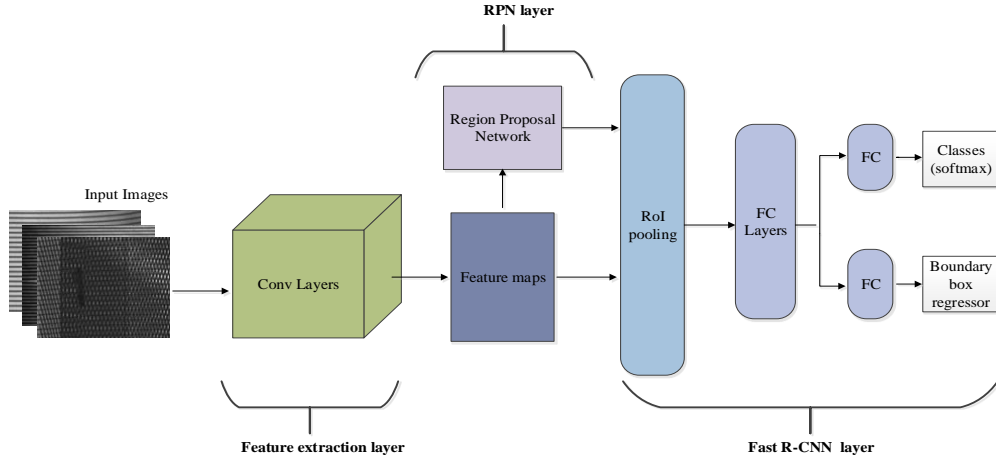 RPN layer
Region Proposal
Network
Input Images
Conv Layers
Feature maps
RoI
pooling
FC
Layers
FC
Classes
(softmax)
FC
Boundary
box
regressor
Feature extraction layer
Fast R-CNN layer